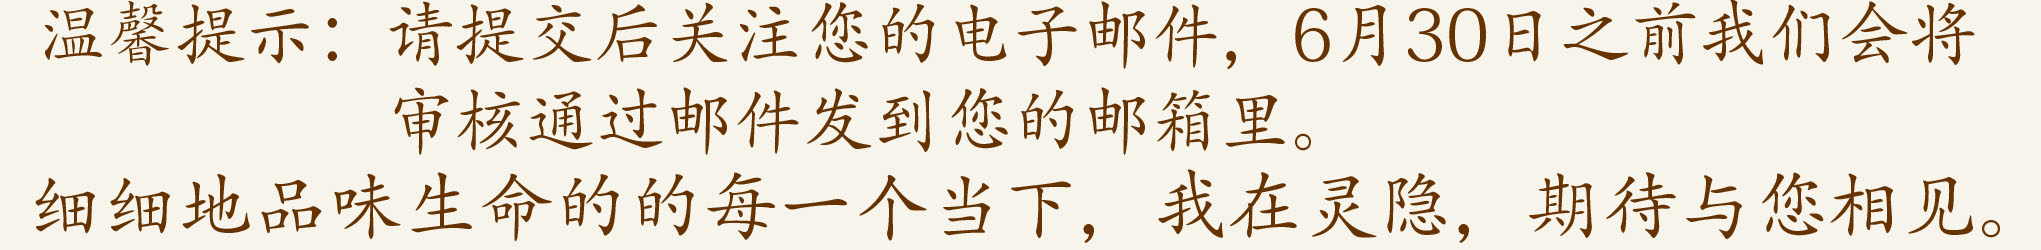 温馨提示：请提交后关注您的电子邮件，6月30日之前我们会将
审核通过邮件发到您的邮箱里。
细细地品味生命的的每一个当下，我在灵隐，期待与您相见。